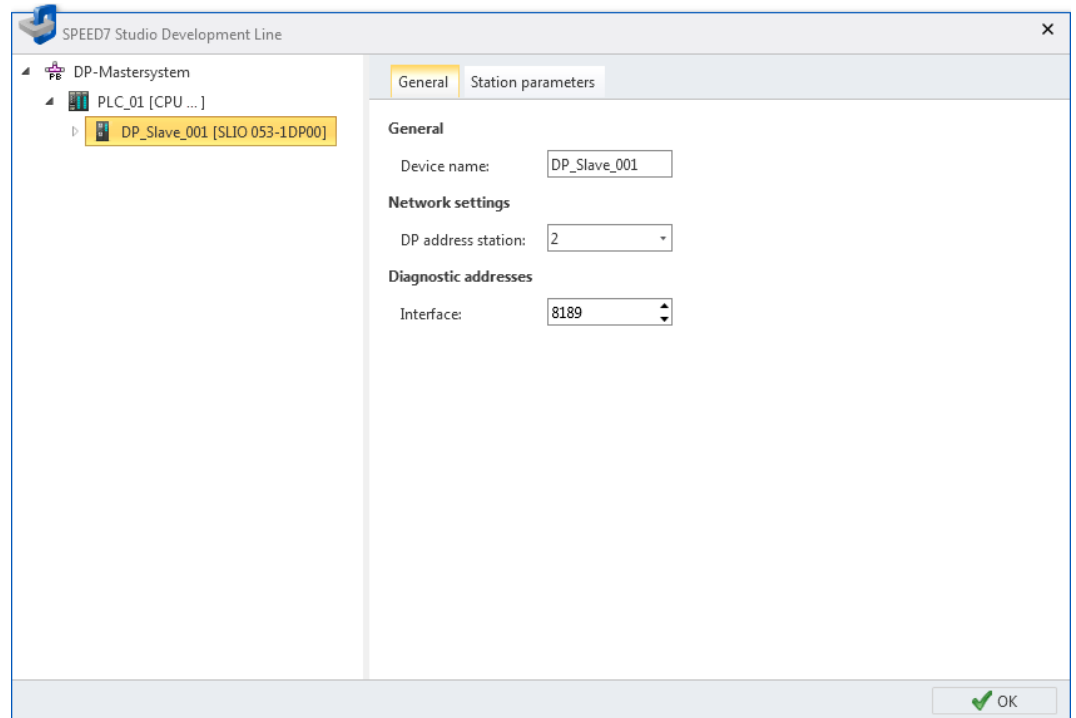 SPEED7 Studio Development Line
DP-Mastersystem
PLC_01 [CPU ... ]
DP_Slave_001 [SLIO 053-1DP00]
General Station parameters
General
Device name: DP_Slave_001
Network settings
DP address station: 2
Diagnostic addresses
Interface: 8189
OK